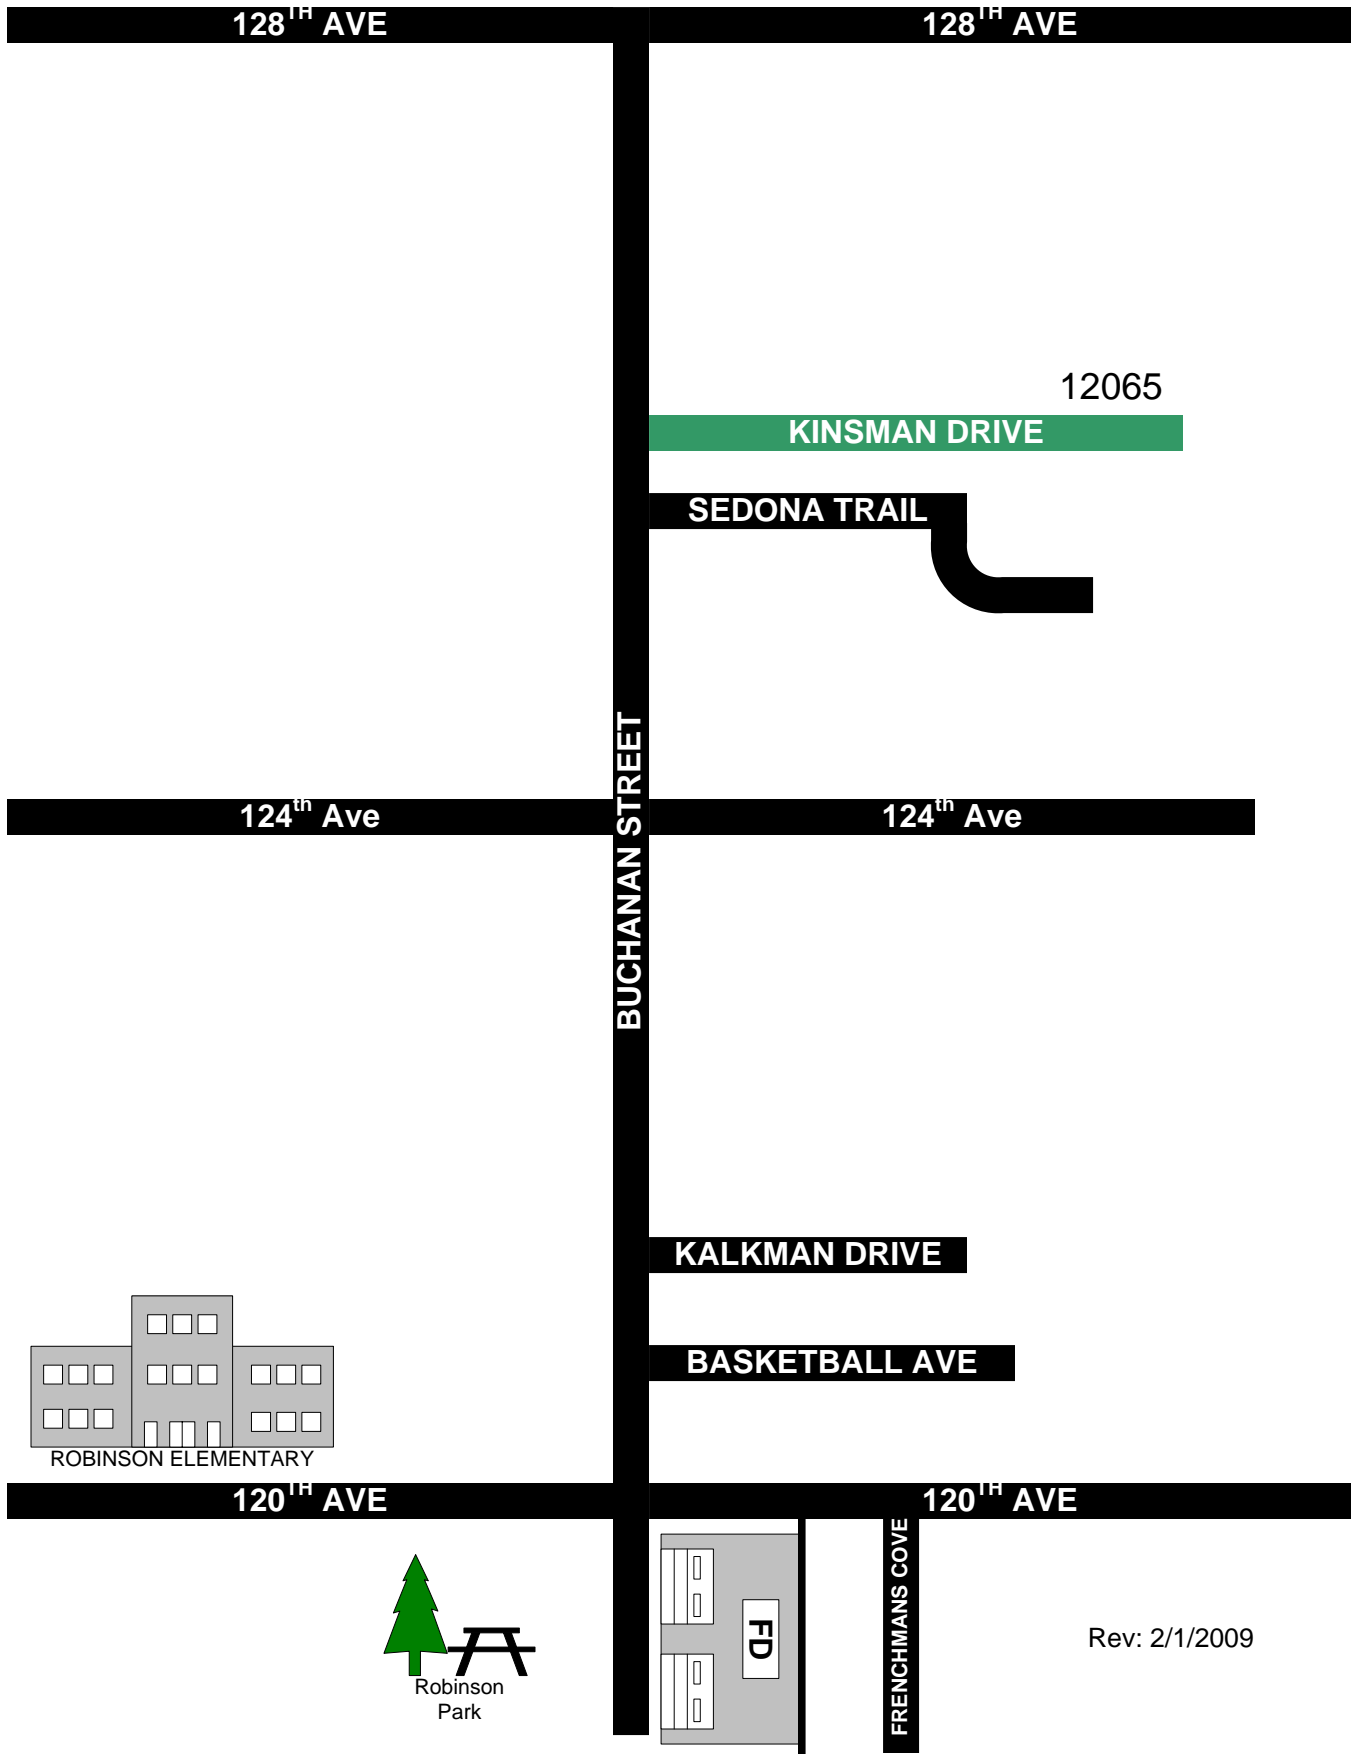 128TH AVE
128TH AVE
12065
KINSMAN DRIVE
SEDONA TRAIL
BUCHANAN STREET
124th Ave
124th Ave
KALKMAN DRIVE
BASKETBALL AVE
ROBINSON ELEMENTARY
120TH AVE
120TH AVE
FRENCHMANS COVE
FD
Rev: 2/1/2009
Robinson
Park